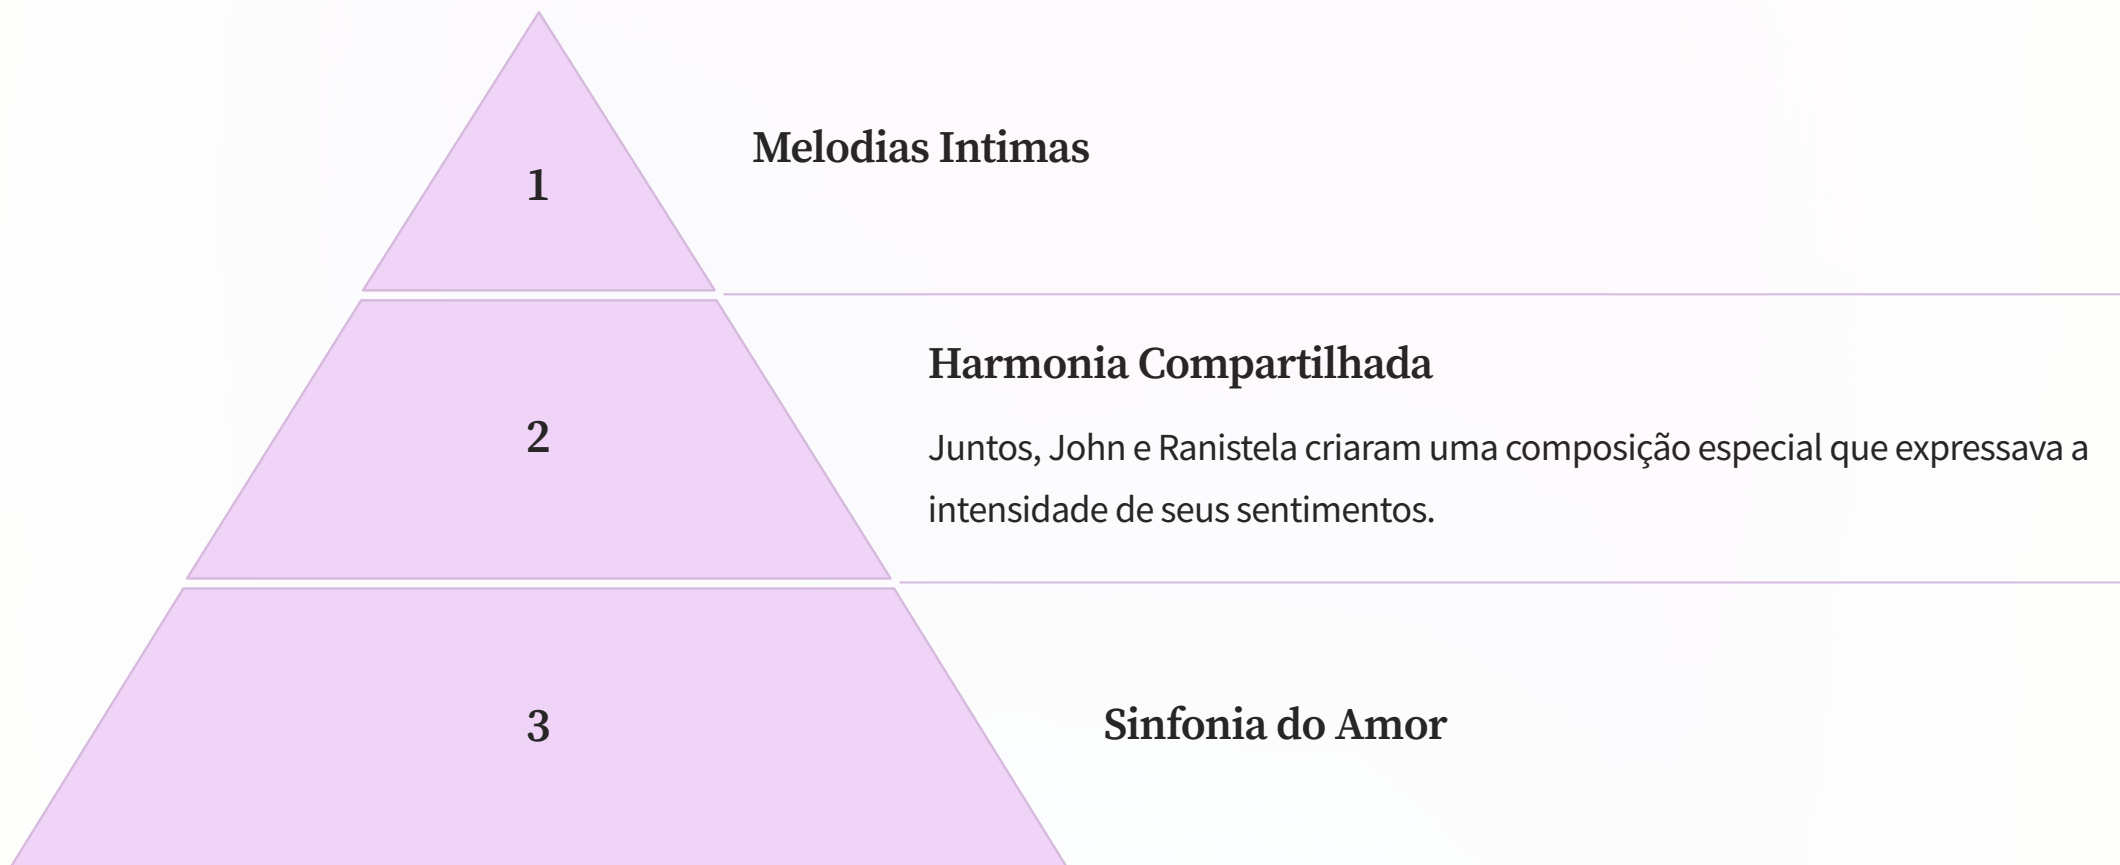 1
Melodias Intimas
2
Harmonia Compartilhada
Juntos, John e Ranistela criaram uma composição especial que expressava a
intensidade de seus sentimentos.
3
Sinfonia do Amor